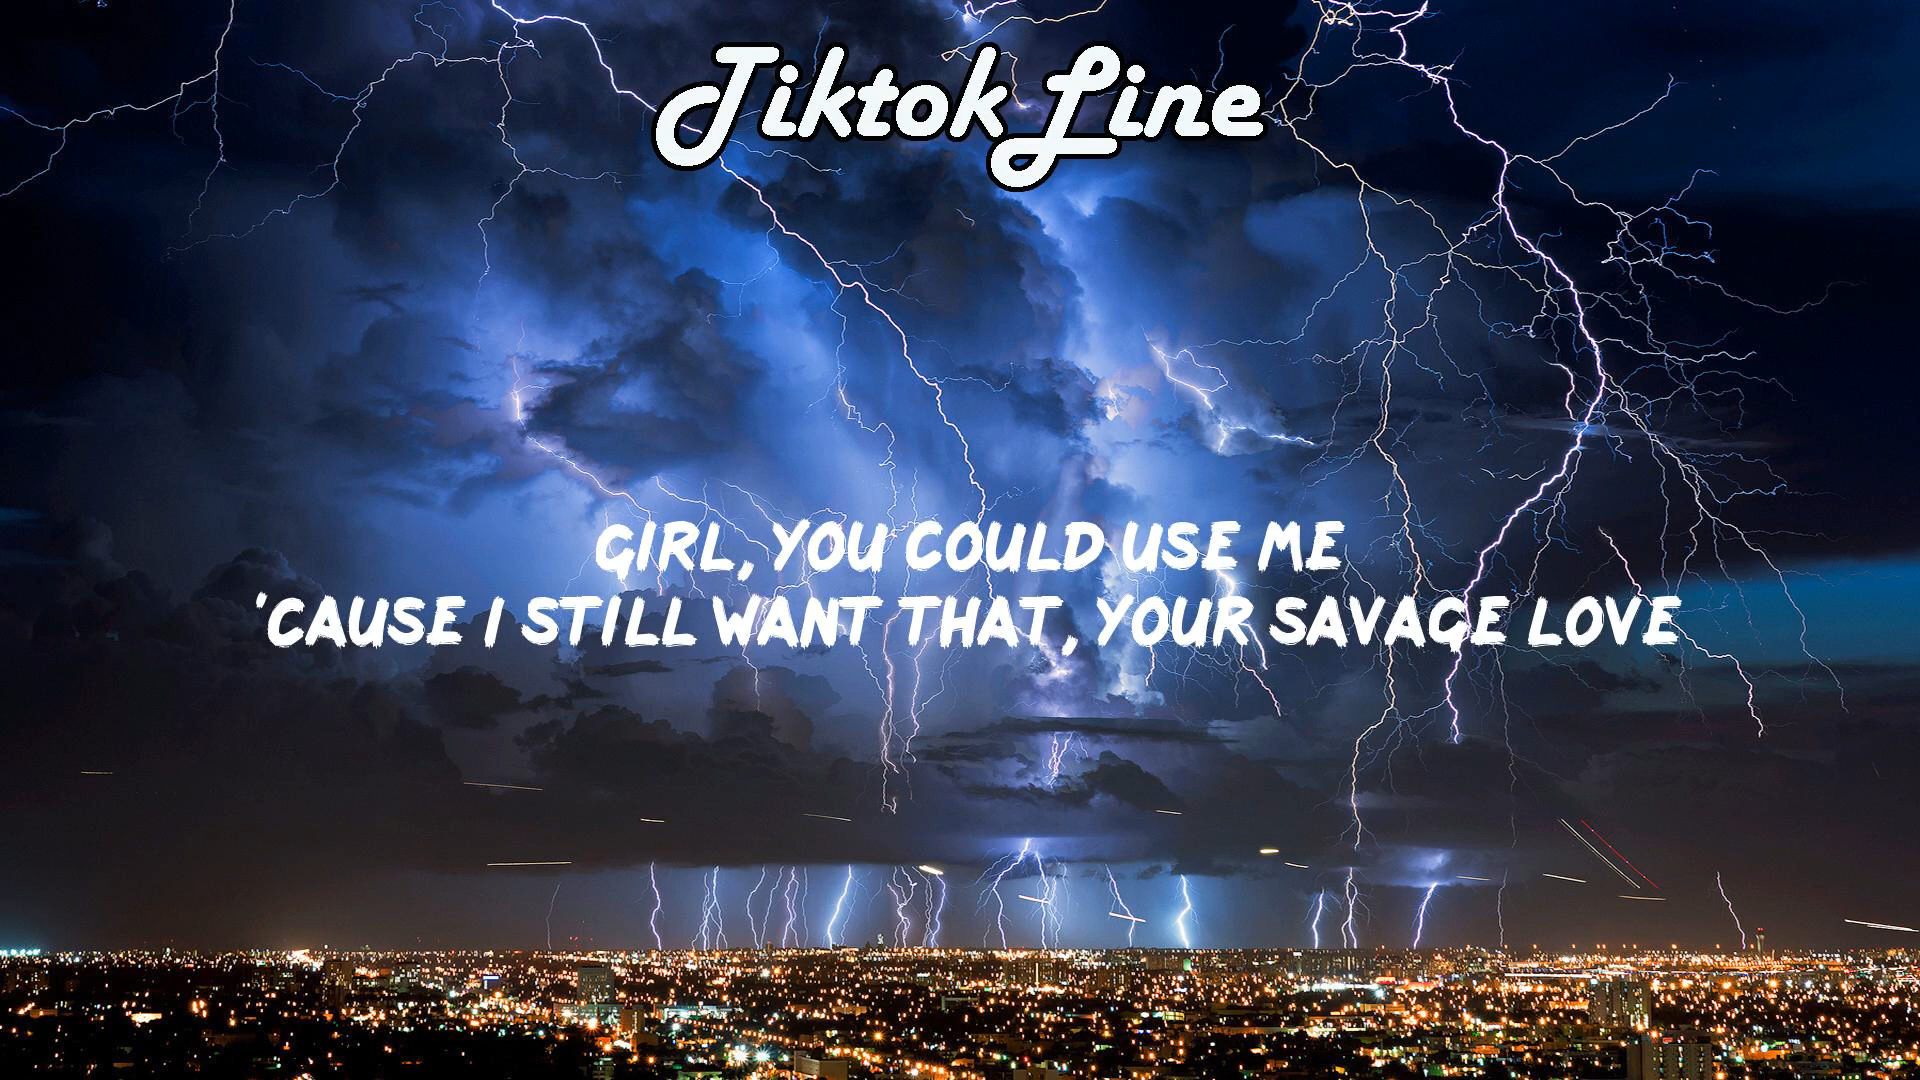 Tiktok Line
GIRL, YOU COULD USE ME
'CAUSE I STILL WANT THAT, YOUR SAVAGE LOVE